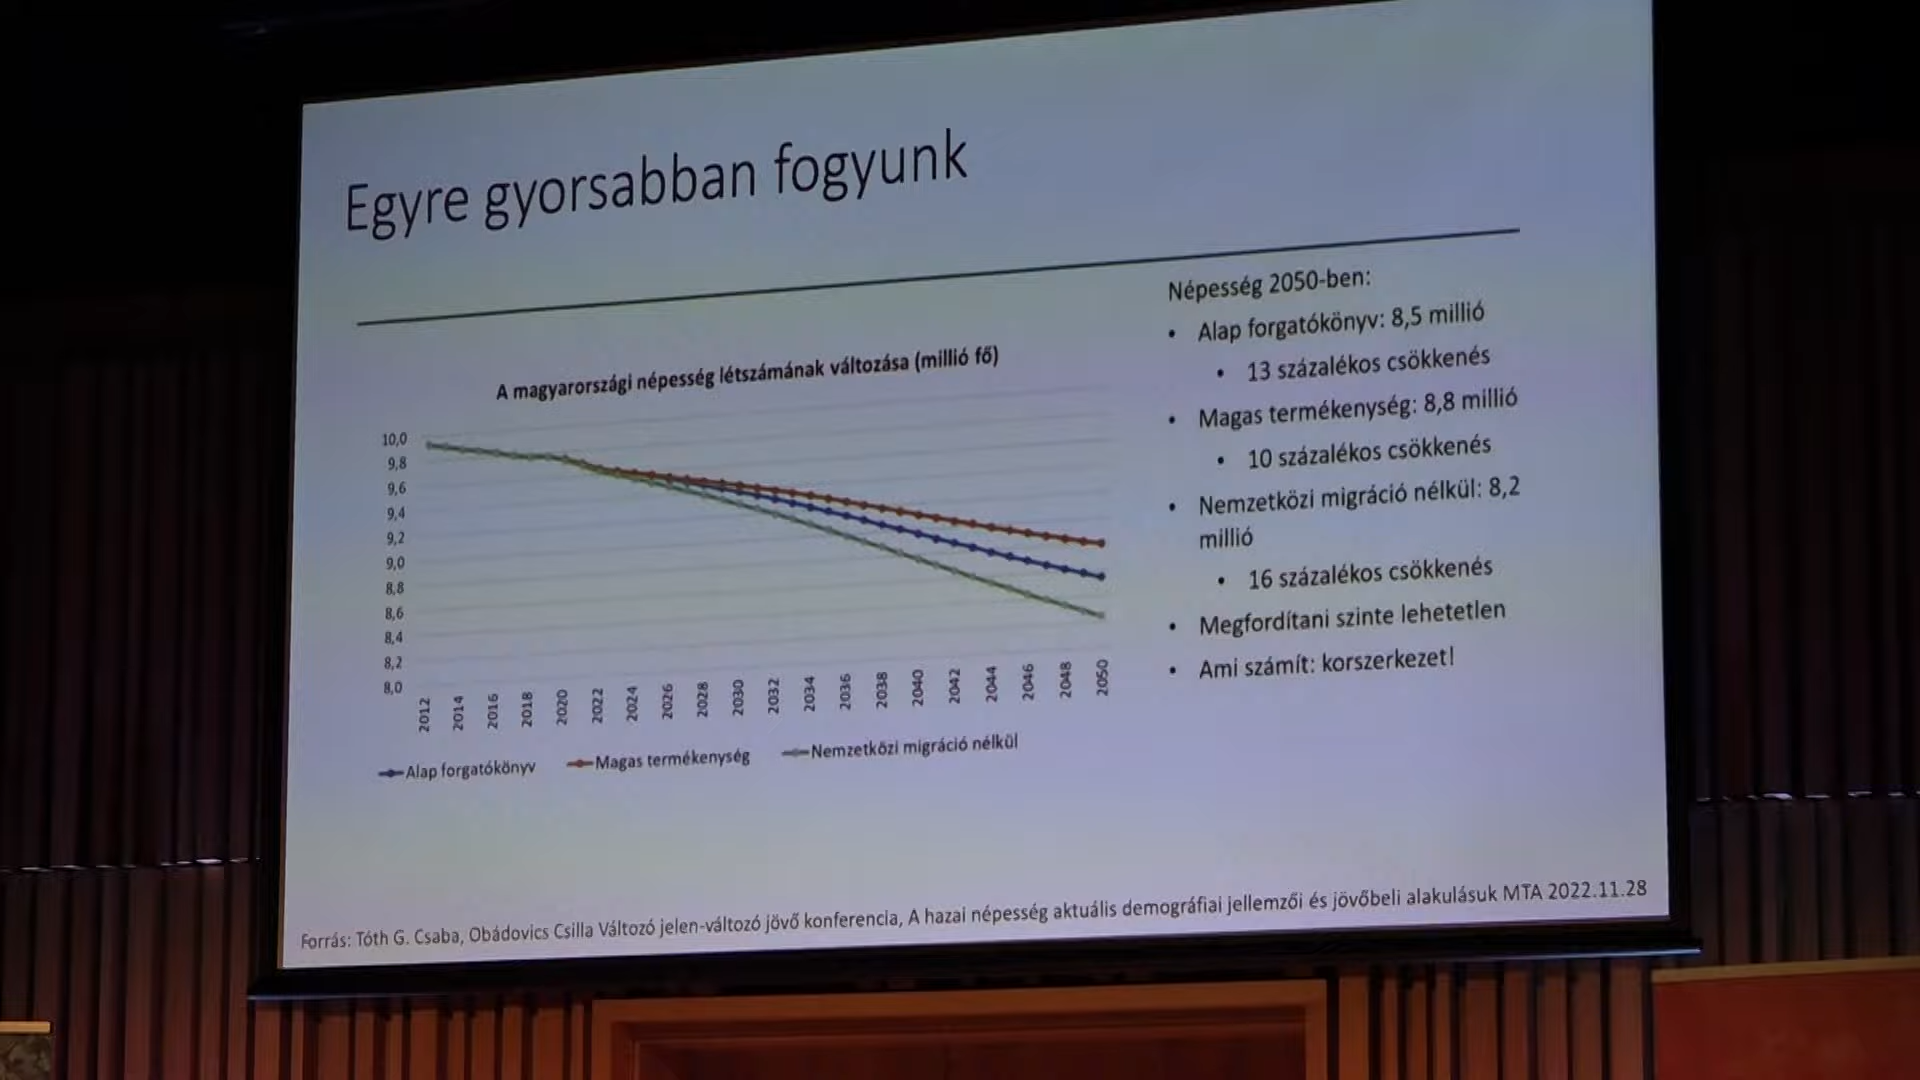 Egyre gyorsabban fogyunk
A magyarországi népesség létszámának változása (millió fő)
10,0
9,8
9,6
9,4
9,2
9,0
8,8
8,6
8,4
8,2
8,0
2012 2014 2016 2018 2020 2022 2024 2026 2028 2030 2032 2034 2036 2038 2040 2042 2044 2046 2048 2050
Alap forgatókönyv Magas termékenység Nemzetközi migráció nélkül
Népesség 2050-ben:
• Alap forgatókönyv: 8,5 millió
• 13 százalékos csökkenés
• Magas termékenység: 8,8 millió
• 10 százalékos csökkenés
• Nemzetközi migráció nélkül: 8,2
millió
• 16 százalékos csökkenés
• Megfordítani szinte lehetetlen
• Ami számít: korszerkezet!
Forrás: Tóth G. Csaba, Obádovics Csilla Változó jelen-változó jövő konferencia, A hazai népesség aktuális demográfiai jellemzői és jövőbeli alakulásuk MTA 2022.11.28